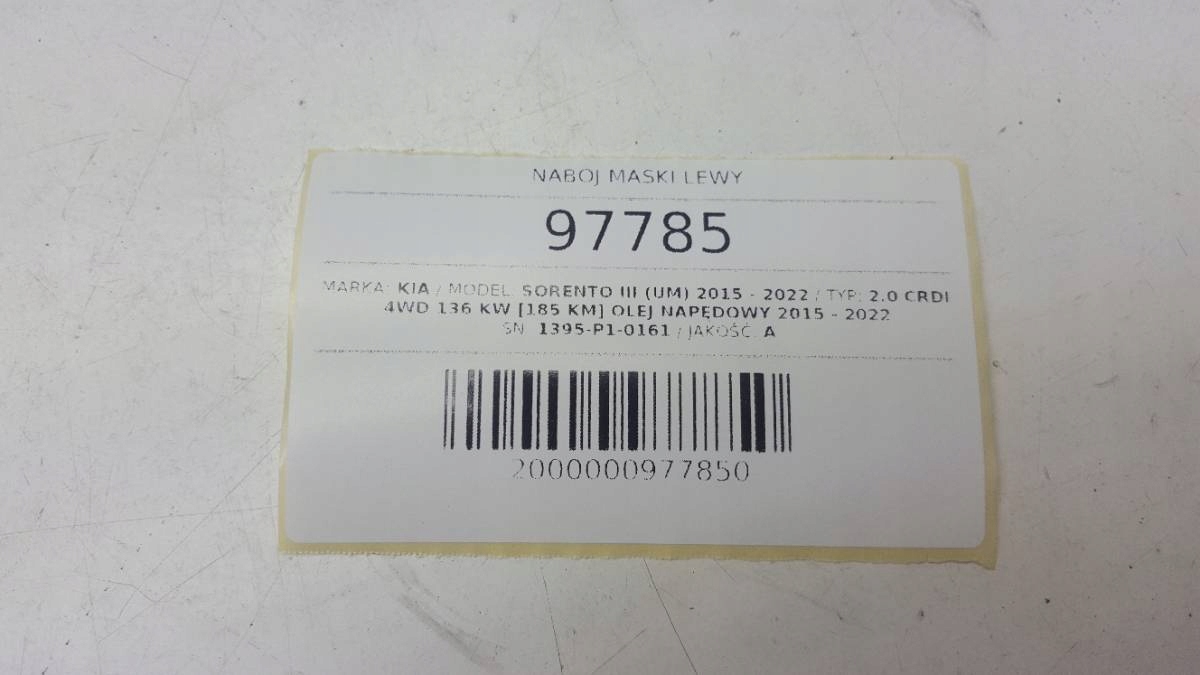 NABOJ MASKI LEWY
97785
MARKA: KIA / MODEL: SORENTO III (UM) 2015 - 2022 / TYP: 2.0 CRDI
4WD 136 KW [185 KM] OLEJ NAPĘDOWY 2015 - 2022
SN: 1395-P1-0161 / JAKOŚĆ: A
2000000977850